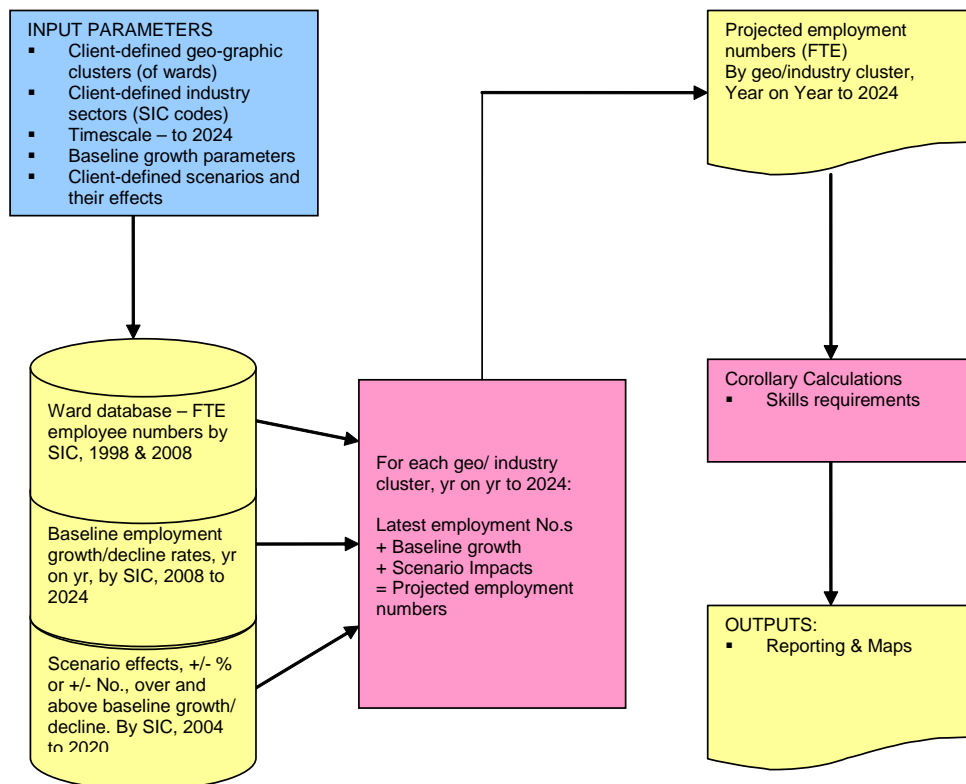 INPUT PARAMETERS
▪ Client-defined geo-graphic
clusters (of wards)
▪ Client-defined industry
sectors (SIC codes)
▪ Timescale – to 2024
▪ Baseline growth parameters
▪ Client-defined scenarios and
their effects
Ward database – FTE
employee numbers by
SIC, 1998 & 2008
Baseline employment
growth/decline rates, yr
on yr, by SIC, 2008 to
2024
Scenario effects, +/- %
or +/- No., over and
above baseline growth/
decline. By SIC, 2004
to 2020
For each geo/ industry
cluster, yr on yr to 2024:
Latest employment No.s
+ Baseline growth
+ Scenario Impacts
= Projected employment
numbers
Projected employment
numbers (FTE)
By geo/industry cluster,
Year on Year to 2024
Corollary Calculations
▪ Skills requirements
OUTPUTS:
▪ Reporting & Maps